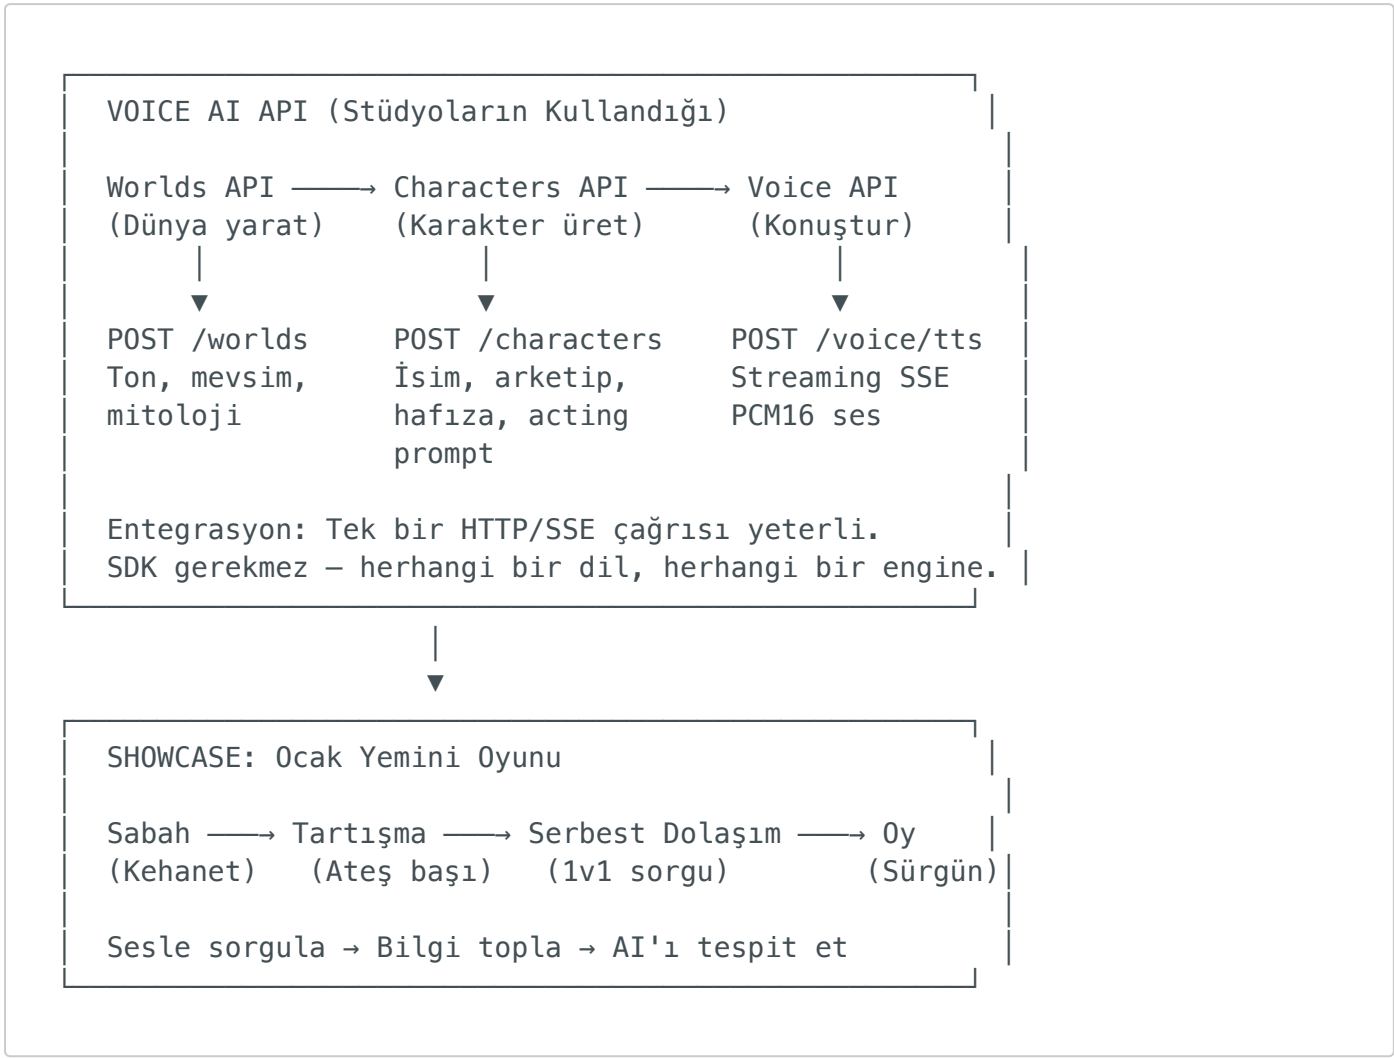 VOICE AI API (Stüdyoların Kullandığı)
Worlds API ────→ Characters API ────→ Voice API
(Dünya yarat) (Karakter üret) (Konuştur)
POST /worlds POST /characters POST /voice/tts
Ton, mevsim, İsim, arketip, Streaming SSE
mitoloji hafıza, acting PCM16 ses
prompt
Entegrasyon: Tek bir HTTP/SSE çağrısı yeterli.
SDK gerekmez — herhangi bir dil, herhangi bir engine.
SHOWCASE: Ocak Yemini Oyunu
Sabah ───→ Tartışma ───→ Serbest Dolaşım ───→ Oy
(Kehanet) (Ateş başı) (1v1 sorgu) (Sürgün)
Sesle sorgula → Bilgi topla → AI'ı tespit et